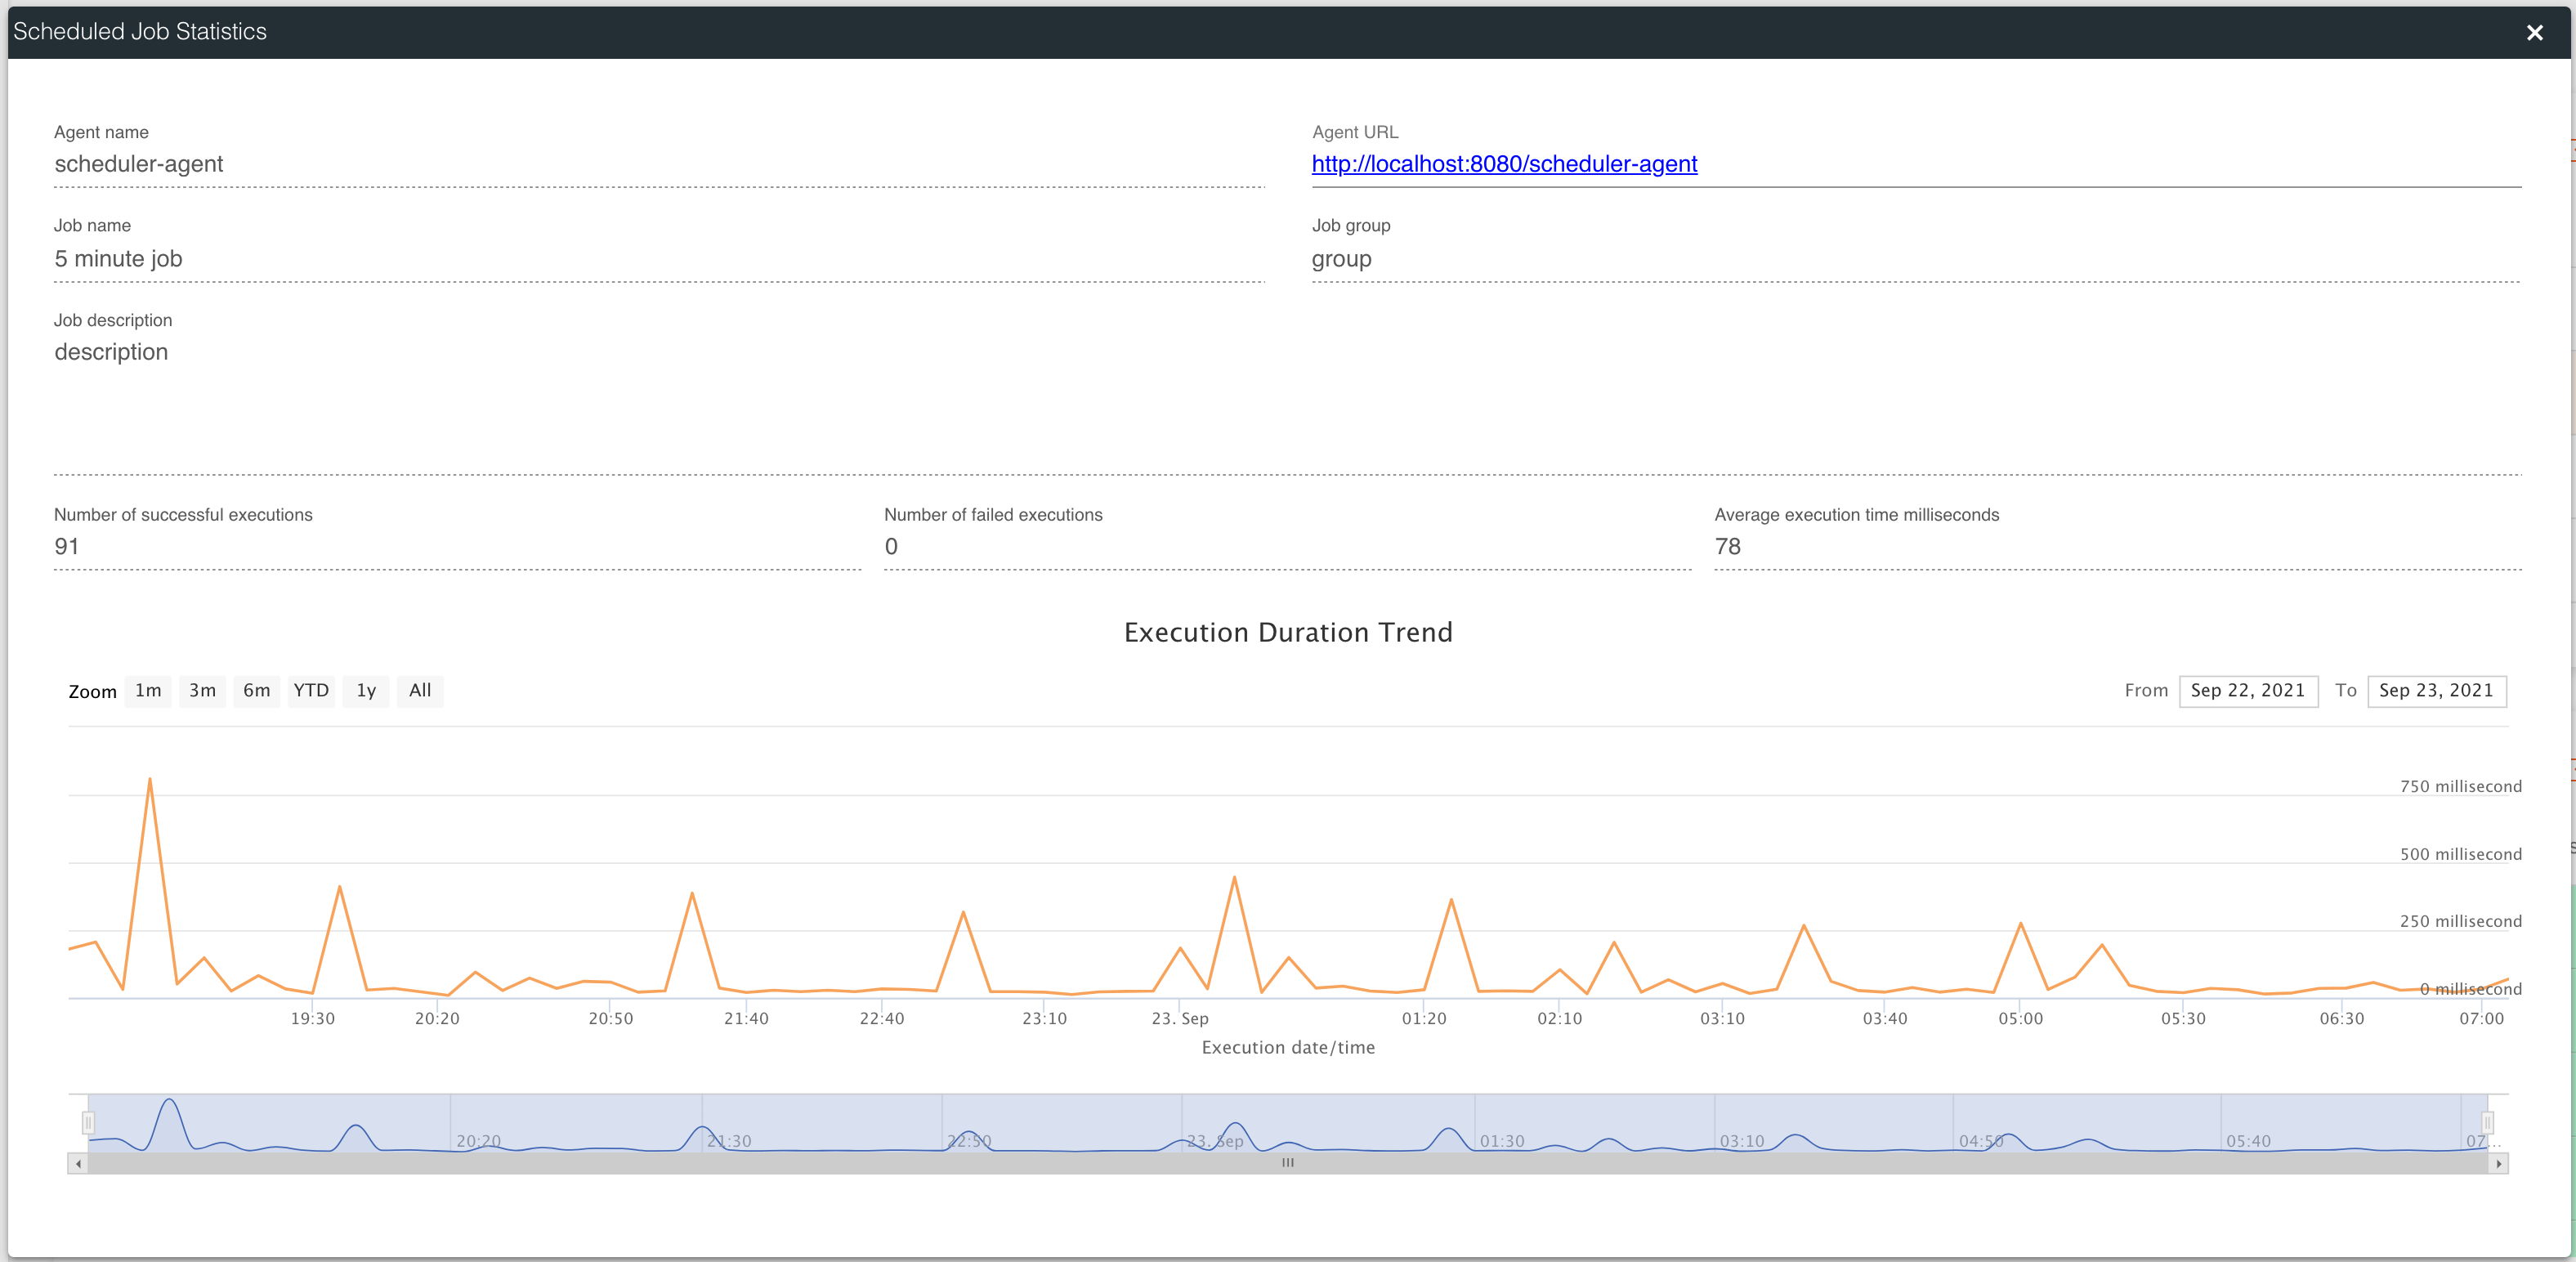 Scheduled Job Statistics
Agent name
Agent URL
scheduler-agent
http://localhost:8080/scheduler-agent
Job name
Job group
5 minute job
group
Job description
description
Number of successful executions
Number of failed executions
Average execution time milliseconds
91
0
78
Execution Duration Trend
Zoom 1m 3m 6m YTD 1y All
From Sep 22, 2021 To Sep 23, 2021
750 millisecond
500 millisecond
250 millisecond
0 millisecond
19:30 20:20 20:50 21:40 22:40 23:10 23. Sep 01:20 02:10 03:10 03:40 05:00 05:30 06:30 07:00
Execution date/time
20:20 21:30 22:50 23. Sep 01:30 03:10 04:50 05:40 07...